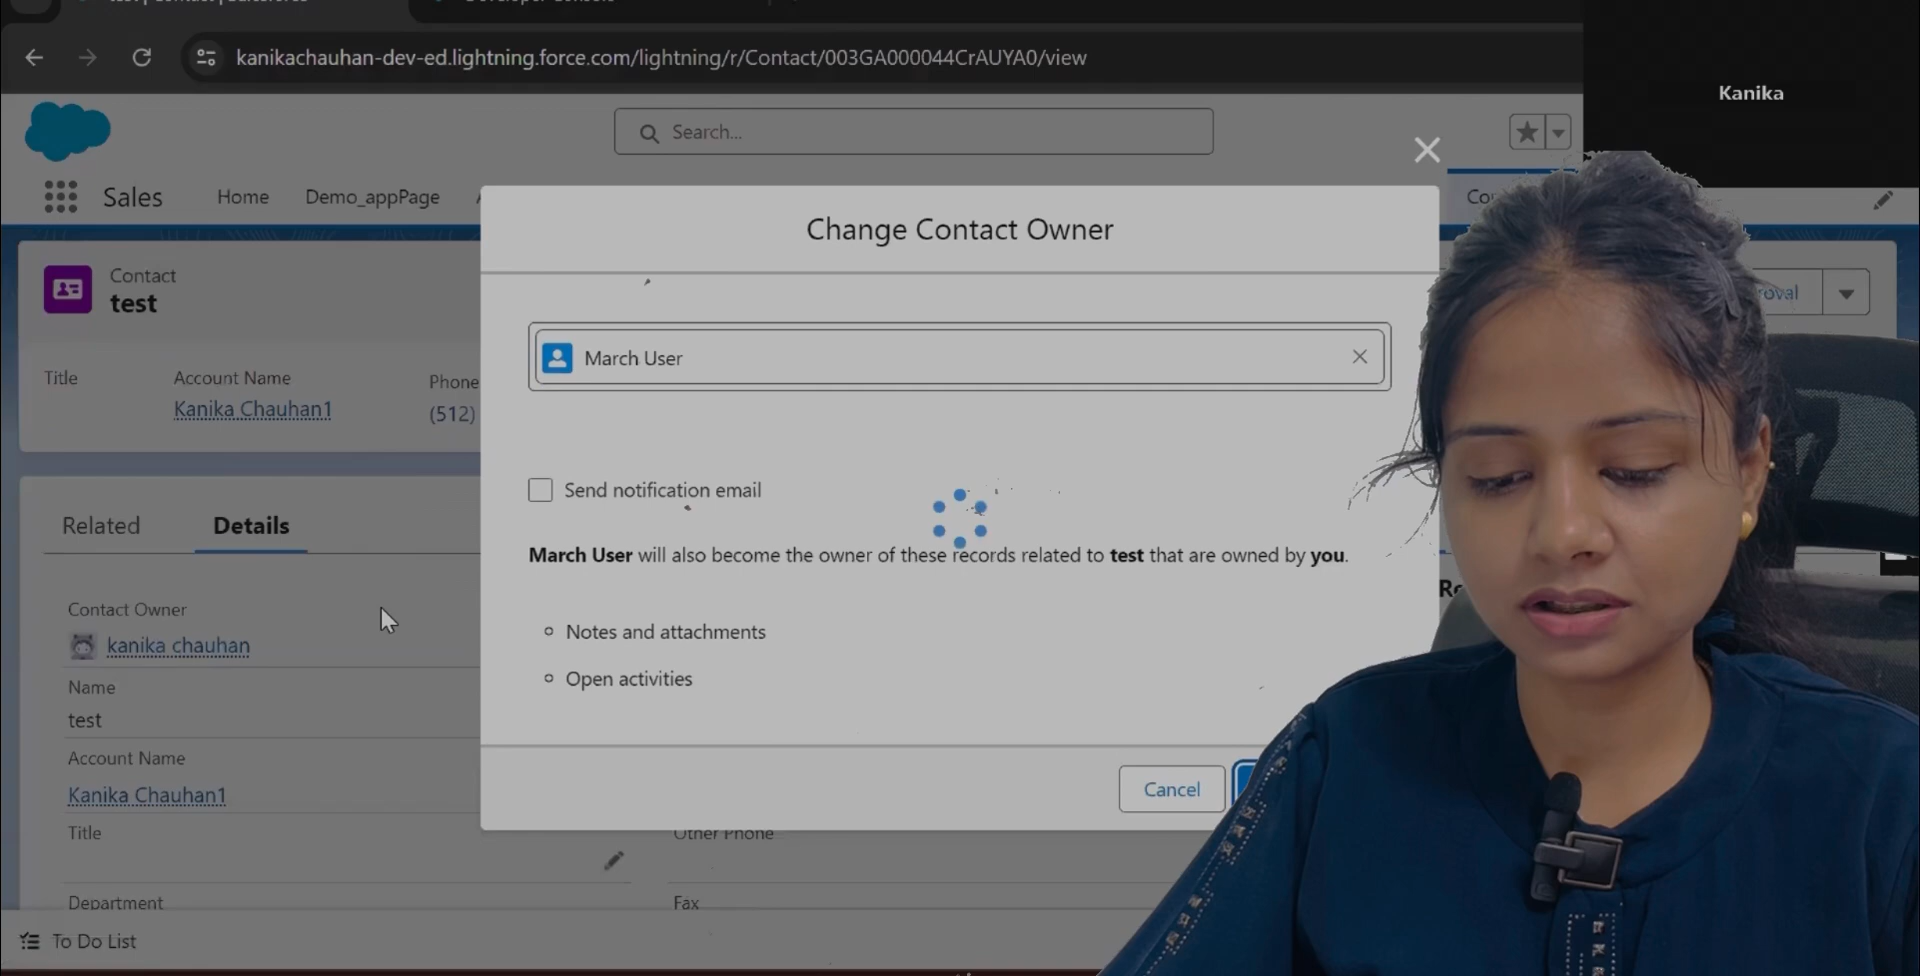 kanikachauhan-dev-ed.lightning.force.com/lightning/r/Contact/003GA000044CrAUYA0/view
Kanika
Search...
Sales
Home
Demo_appPage
Change Contact Owner
Contact
test
Title
Account Name
Phone
Kanika Chauhan1
(512)
March User
Send notification email
March User will also become the owner of these records related to test that are owned by you.
Notes and attachments
Open activities
Cancel
Related
Details
Contact Owner
kanika chauhan
Name
test
Account Name
Kanika Chauhan1
Title
Other Phone
Department
Fax
To Do List